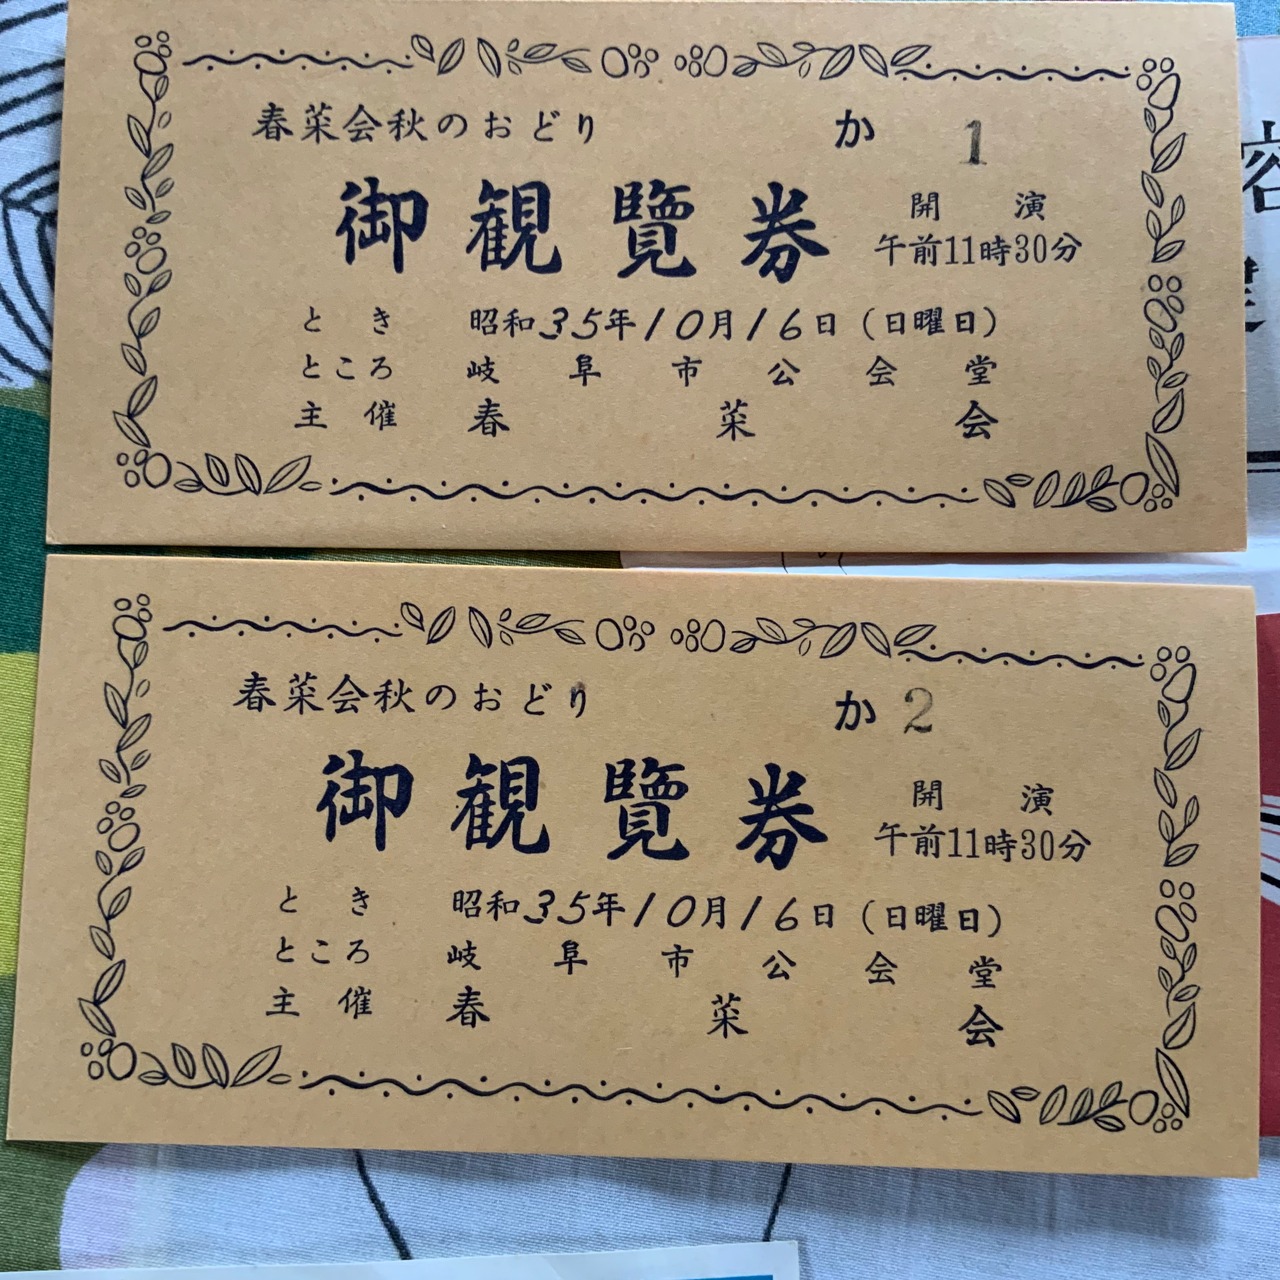 春菜会秋のおどり
か 1
御観覧券
開演
午前11時30分
とき 昭和35年10月16日（日曜日）
ところ 岐阜市公会堂
主催 春菜会
春菜会秋のおどり
か 2
御観覧券
開演
午前11時30分
とき 昭和35年10月16日（日曜日）
ところ 岐阜市公会堂
主催 春菜会